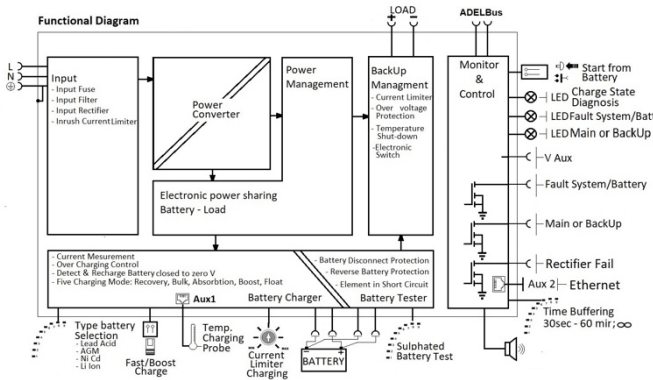 Functional Diagram
LOAD
+ -
ADELBus
L
N
Input
- Input Fuse
- Input Filter
- Input Rectifier
- Inrush CurrentLimiter
Power
Converter
Power
Management
BackUp
Managment
- Current Limiter
- Over voltage
Protection
- Temperature
Shut-down
-Electronic
Switch
Monitor
&
Control
Start from
Battery
LED
Charge State
Diagnosis
LED Fault System/Batt
LED Main or BackUp
V Aux
Fault System/Battery
Main or BackUp
Rectifier Fail
Aux 2
Ethernet
Time Buffering
30sec - 60 mir; ∞
Electronic power sharing
Battery - Load
- Current Mesurement
- Over Charging Control
- Detect & Recharge Battery closed to zero V
- Five Charging Mode: Recovery, Bulk, Absorbtion, Boost, Float
Aux1
Battery Charger
- Battery Disconnect Protection
- Reverse Battery Protection
- Element in Short Circuit
Battery Tester
Type battery
Selection
- Lead Acid
- AGM
- Ni Cd
- Li Ion
Fast/Boost
Charge
Temp.
Charging
Probe
Current
Limiter
Charging
- +
BATTERY
Sulphated
Battery Test